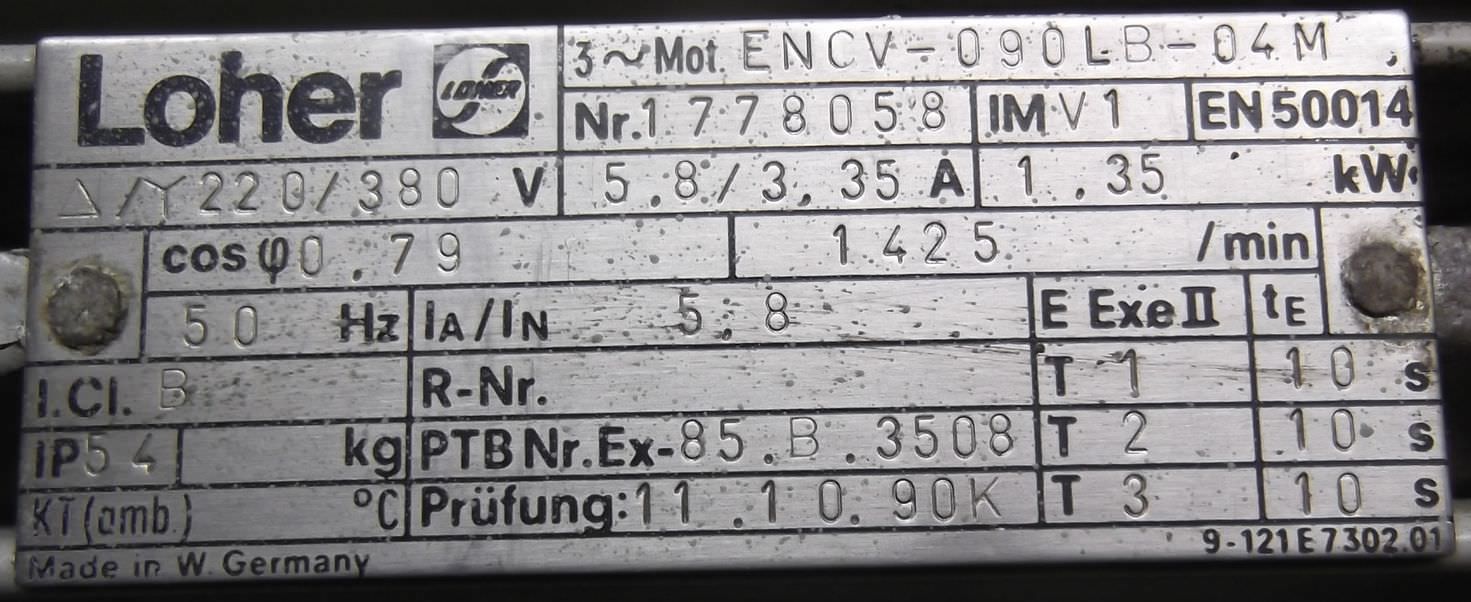 Loher LOHER 3~Mot. ENCV-090LB-04M
Nr. 1778058 IM V1 EN 50014
△/Y 220/380 V 5,8/3,35 A 1,35 kW
cos φ 0,79 1425 /min
50 Hz IA/IN 5,8 E Exe II tE
I.Cl. B R-Nr. T 1 10 s
IP54 kg PTB Nr. Ex-85.B.3508 T 2 10 s
KT(amb.) °C Prüfung: 11.10.90K T 3 10 s
Made in W. Germany 9-121 E 7302.01